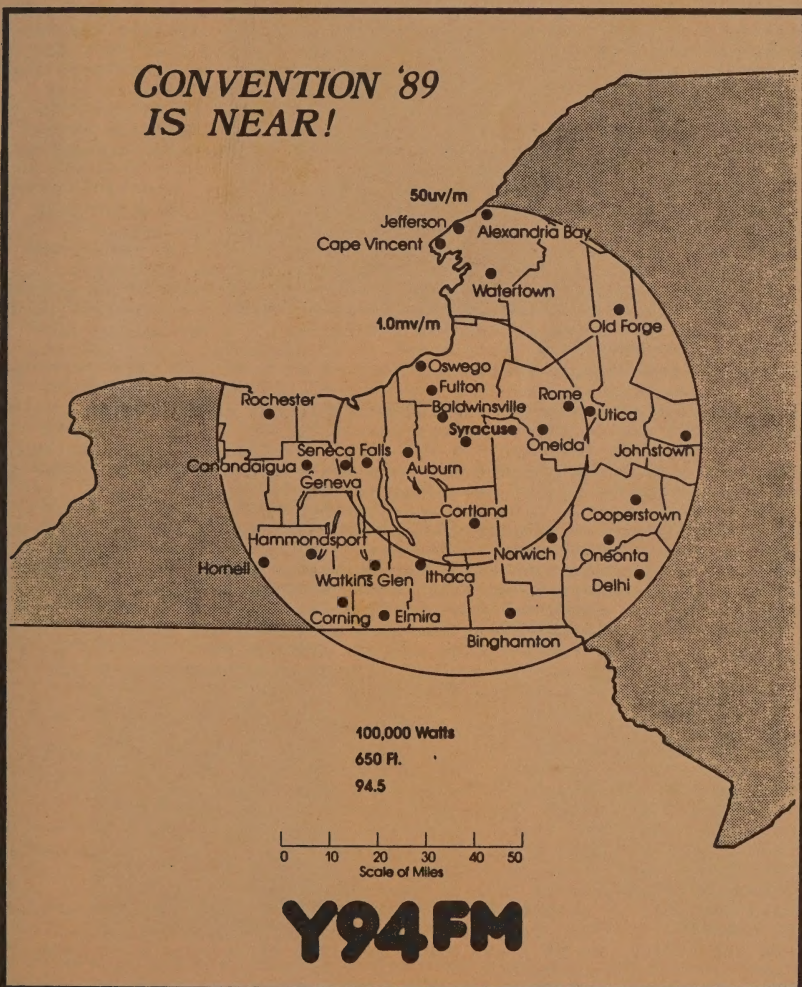 CONVENTION '89
IS NEAR!
50uv/m
Jefferson
Alexandria Bay
Cape Vincent
Watertown
1.0mv/m
Old Forge
Oswego
Fulton
Rome
Rochester
Baldwinsville
Utica
Syracuse
Oneida
Johnstown
Seneca Falls
Canandaigua
Auburn
Geneva
Cortland
Cooperstown
Hammondsport
Norwich
Oneonta
Hornell
Watkins Glen
Ithaca
Delhi
Corning
Elmira
Binghamton
100,000 Watts
650 Ft.
94.5
0 10 20 30 40 50
Scale of Miles
Y94FM